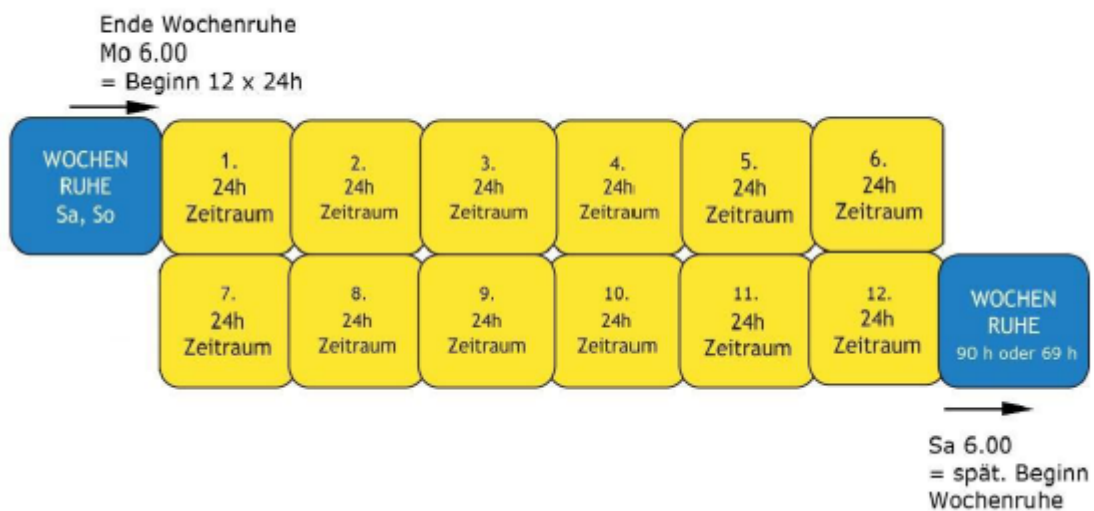 Ende Wochenruhe
Mo 6.00
= Beginn 12 x 24h
WOCHEN
RUHE
Sa, So
1.
24h
Zeitraum
2.
24h
Zeitraum
3.
24h
Zeitraum
4.
24h
Zeitraum
5.
24h
Zeitraum
6.
24h
Zeitraum
7.
24h
Zeitraum
8.
24h
Zeitraum
9.
24h
Zeitraum
10.
24h
Zeitraum
11.
24h
Zeitraum
12.
24h
Zeitraum
WOCHEN
RUHE
90 h oder 69 h
Sa 6.00
= spät. Beginn
Wochenruhe